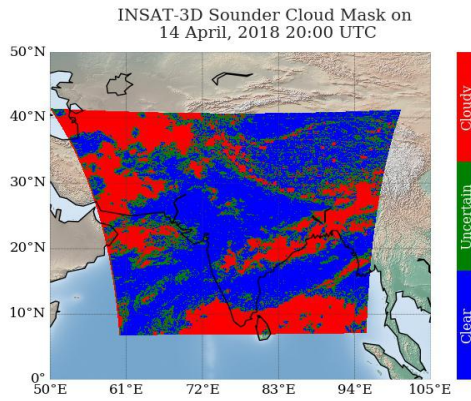 INSAT-3D Sounder Cloud Mask on
14 April, 2018 20:00 UTC
50°N
40°N
30°N
20°N
10°N
0°
50°E
61°E
72°E
83°E
94°E
105°E
Cloudy
Uncertain
Clear